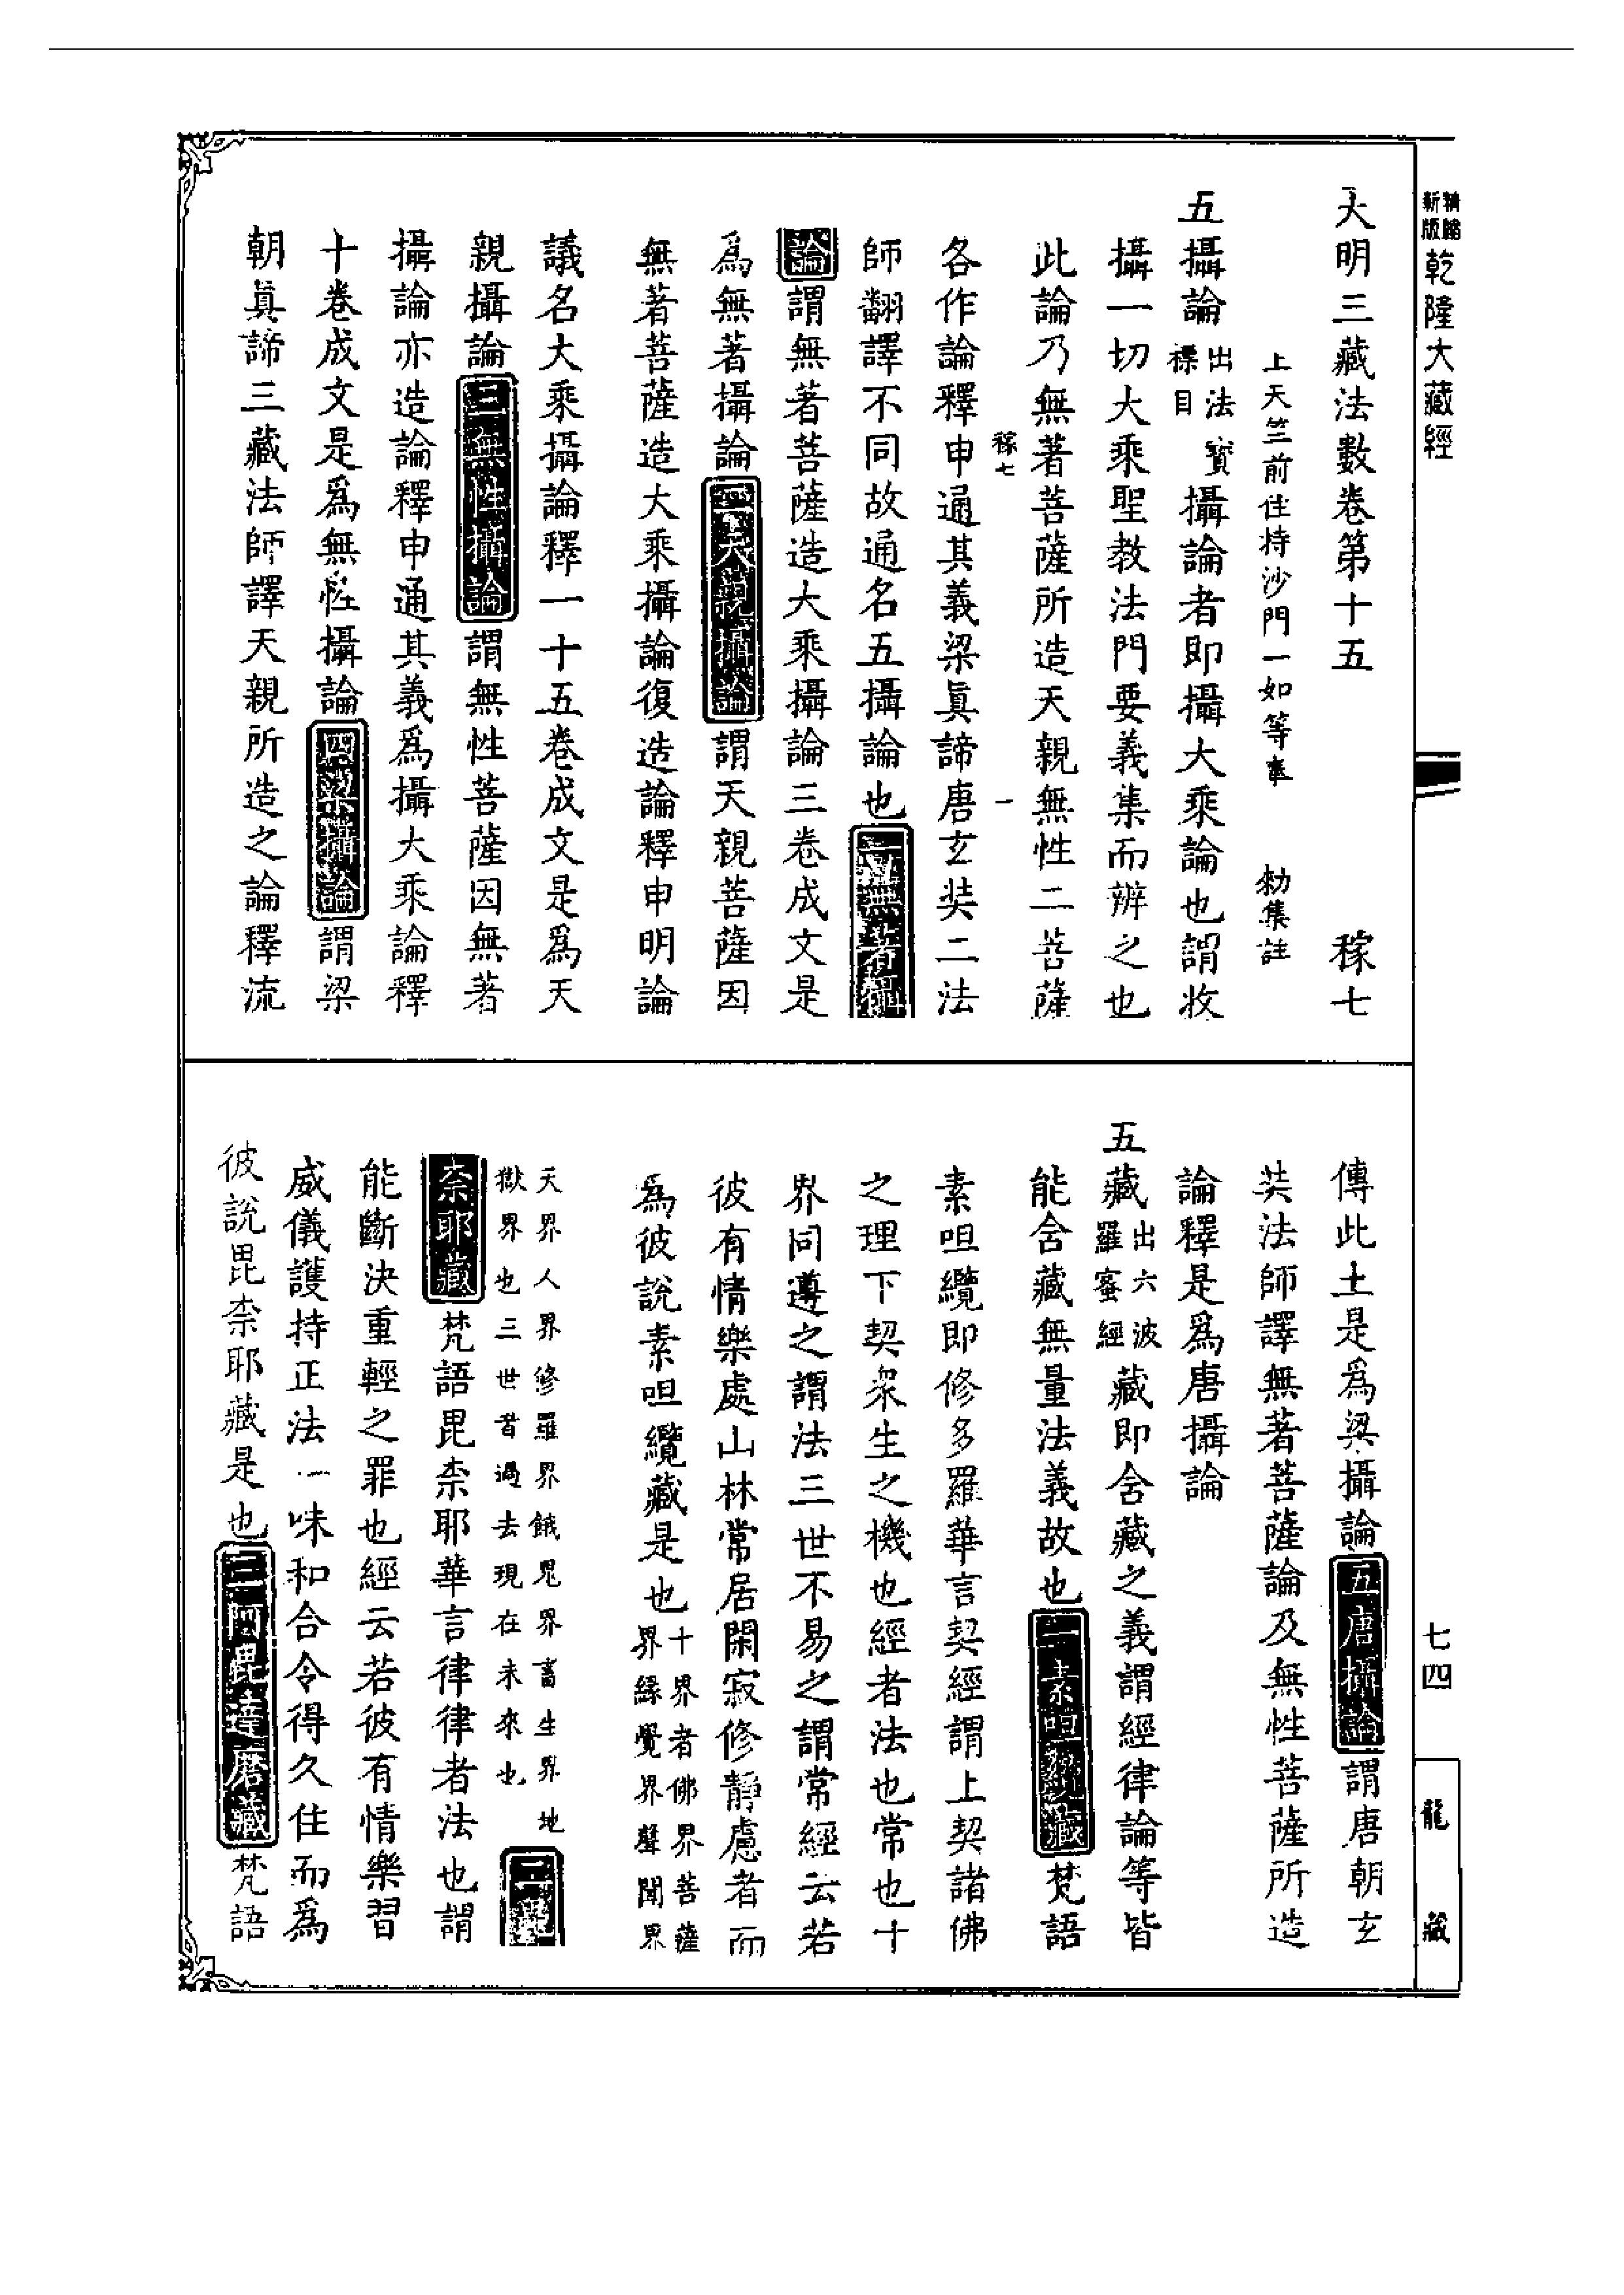 精縮新版乾隆大藏經
大明三藏法數卷第十五 稼七
上天竺前住持沙門一如等奉 勑集註
五攝論出法寶標目攝論者即攝大乘論也謂收
攝一切大乘聖教法門要義集而辨之也
此論乃無著菩薩所造天親無性二菩薩
稼七 一
各作論釋申通其義梁眞諦唐玄奘二法
師翻譯不同故通名五攝論也一無著攝
論謂無著菩薩造大乘攝論三卷成文是
爲無著攝論二天親攝論謂天親菩薩因
無著菩薩造大乘攝論復造論釋申明論
議名大乘攝論釋一十五卷成文是爲天
親攝論三無性攝論謂無性菩薩因無著
攝論亦造論釋申通其義爲攝大乘論釋
十卷成文是爲無性攝論四梁攝論謂梁
朝眞諦三藏法師譯天親所造之論釋流
傳此土是爲梁攝論五唐攝論謂唐朝玄
奘法師譯無著菩薩論及無性菩薩所造
論釋是爲唐攝論
五藏出六波羅蜜經藏即含藏之義謂經律論等皆
能含藏無量法義故也一素呾纜藏梵語
素呾纜即修多羅華言契經謂上契諸佛
之理下契衆生之機也經者法也常也十
界同遵之謂法三世不易之謂常經云若
彼有情樂處山林常居閑寂修靜慮者而
爲彼說素呾纜藏是也十界者佛界菩薩界緣覺界聲聞界
天界人界修羅界餓鬼界畜生界地獄界也三世者過去現在未來也二毗
奈耶藏梵語毘柰耶華言律律者法也謂
能斷決重輕之罪也經云若彼有情樂習
威儀護持正法一味和合令得久住而爲
彼說毘柰耶藏是也三阿毗達磨藏梵語
七四
龍藏